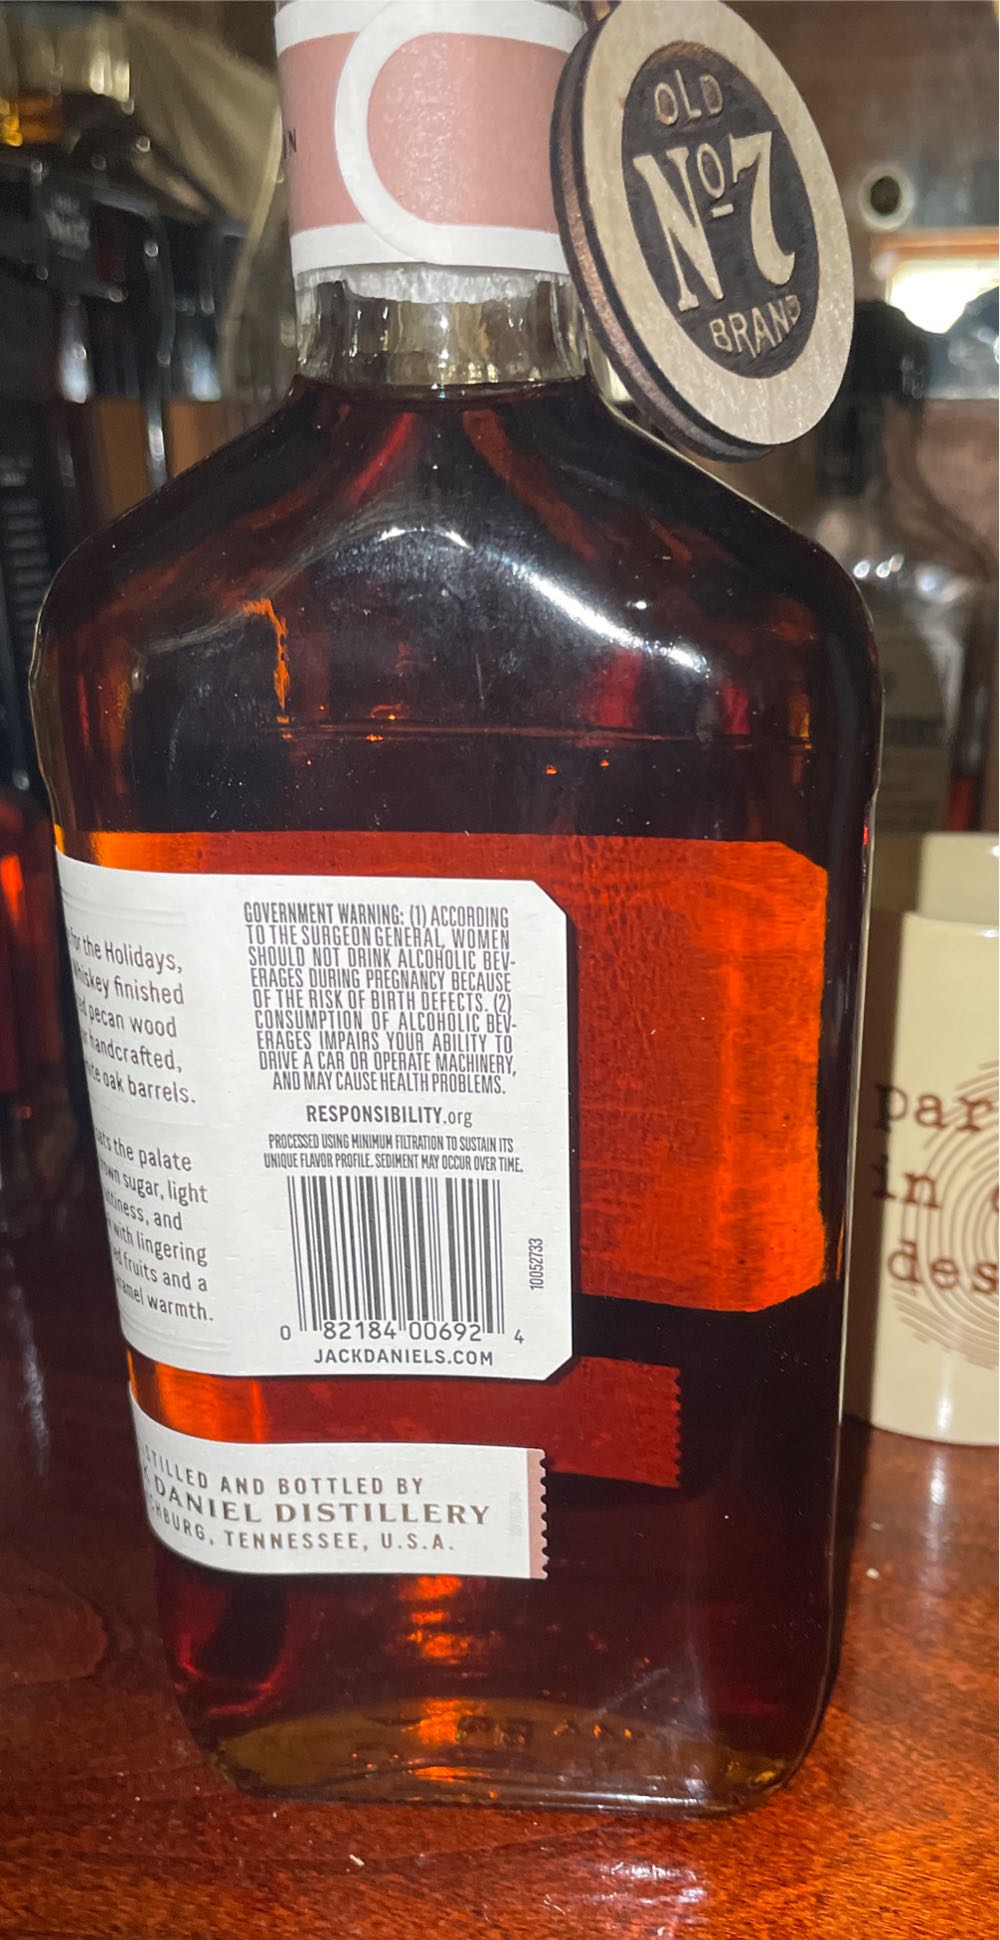 OLD
No7
BRAND
for the Holidays,
finished
pecan wood
handcrafted,
oak barrels.
the palate
sugar, light
and
with lingering
fruits and a
warmth.
GOVERNMENT WARNING: (1) ACCORDING
TO THE SURGEON GENERAL, WOMEN
SHOULD NOT DRINK ALCOHOLIC BEV-
ERAGES DURING PREGNANCY BECAUSE
OF THE RISK OF BIRTH DEFECTS. (2)
CONSUMPTION OF ALCOHOLIC BEV-
ERAGES IMPAIRS YOUR ABILITY TO
DRIVE A CAR OR OPERATE MACHINERY,
AND MAY CAUSE HEALTH PROBLEMS.
RESPONSIBILITY.org
PROCESSED USING MINIMUM FILTRATION TO SUSTAIN ITS
UNIQUE FLAVOR PROFILE. SEDIMENT MAY OCCUR OVER TIME.
10052733
0 82184 00692 4
JACKDANIELS.COM
AND BOTTLED BY
DANIEL DISTILLERY
TENNESSEE, U.S.A.
par
in
des